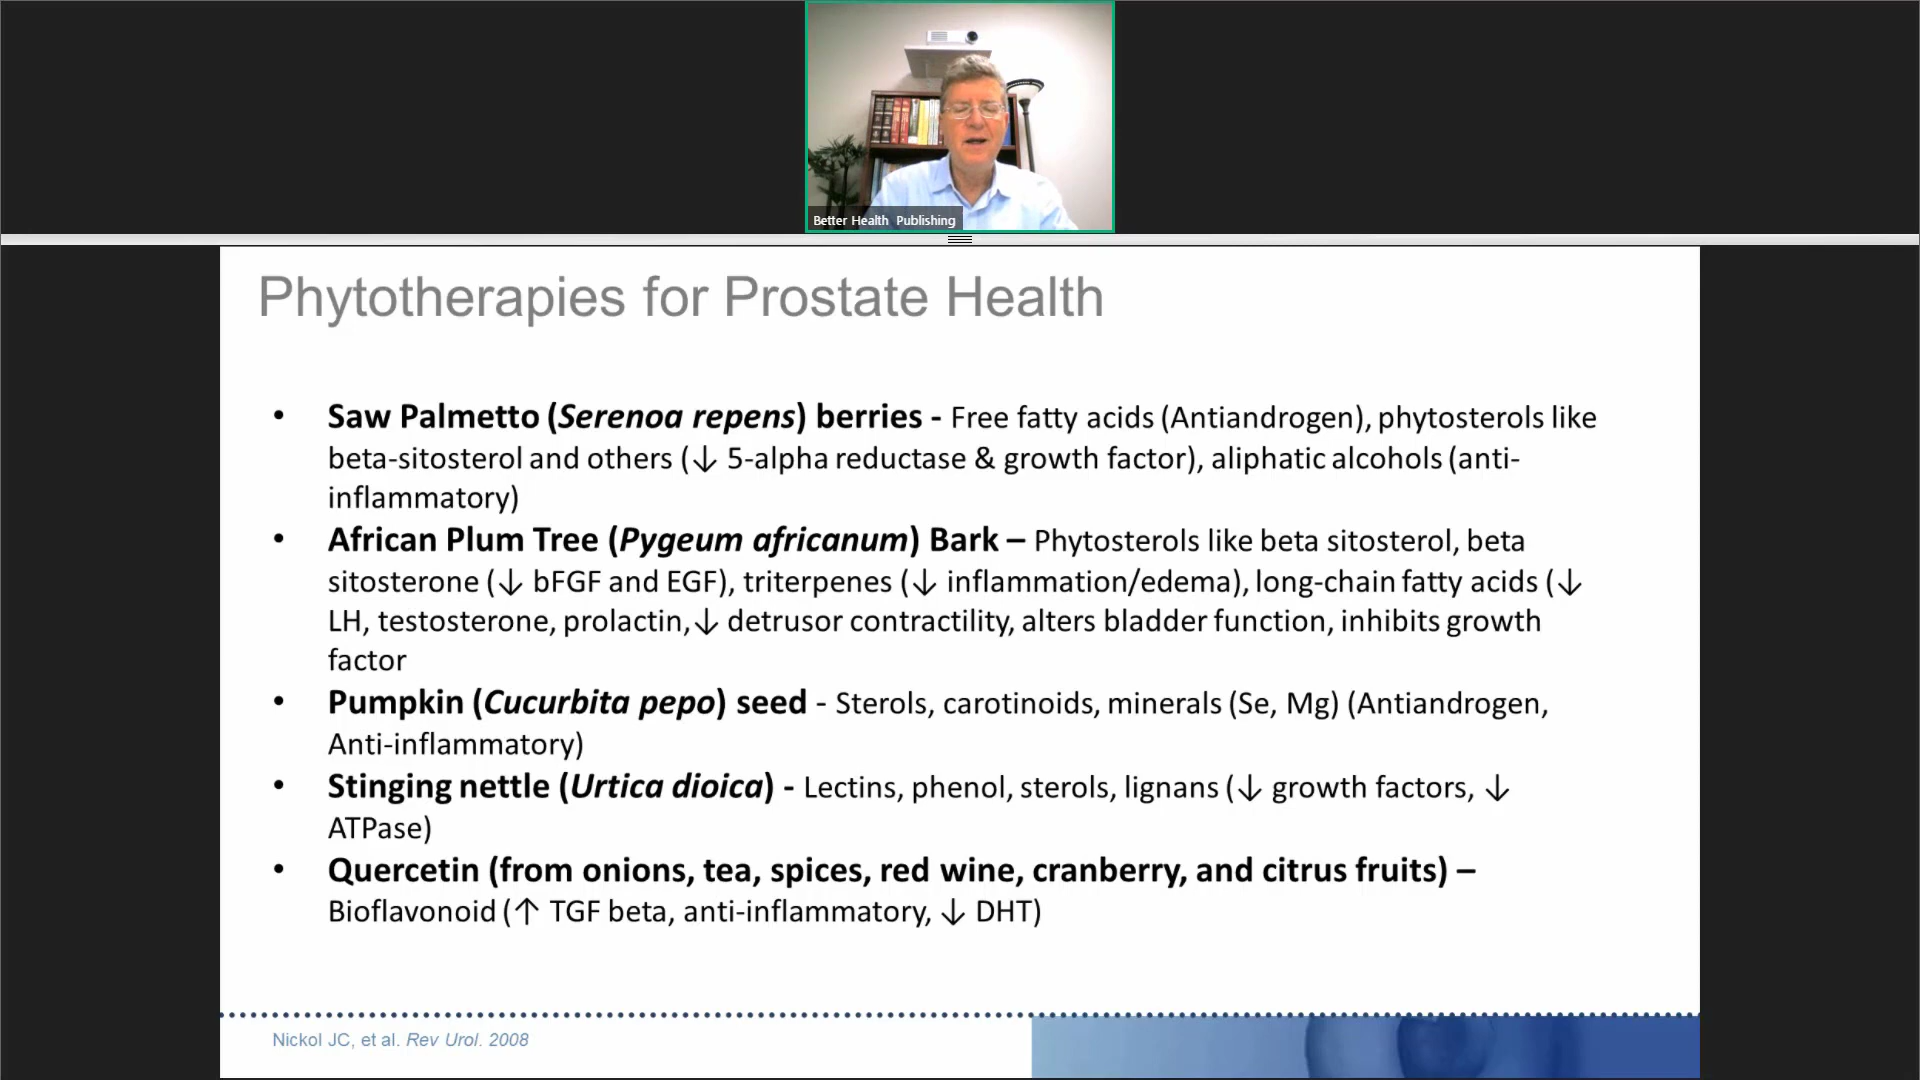 Better Health Publishing
Phytotherapies for Prostate Health
• Saw Palmetto (Serenoa repens) berries - Free fatty acids (Antiandrogen), phytosterols like
beta-sitosterol and others (↓ 5-alpha reductase & growth factor), aliphatic alcohols (anti-
inflammatory)
• African Plum Tree (Pygeum africanum) Bark – Phytosterols like beta sitosterol, beta
sitosterone (↓ bFGF and EGF), triterpenes (↓ inflammation/edema), long-chain fatty acids (↓
LH, testosterone, prolactin,↓ detrusor contractility, alters bladder function, inhibits growth
factor
• Pumpkin (Cucurbita pepo) seed - Sterols, carotinoids, minerals (Se, Mg) (Antiandrogen,
Anti-inflammatory)
• Stinging nettle (Urtica dioica) - Lectins, phenol, sterols, lignans (↓ growth factors, ↓
ATPase)
• Quercetin (from onions, tea, spices, red wine, cranberry, and citrus fruits) –
Bioflavonoid (↑ TGF beta, anti-inflammatory, ↓ DHT)
Nickol JC, et al. Rev Urol. 2008